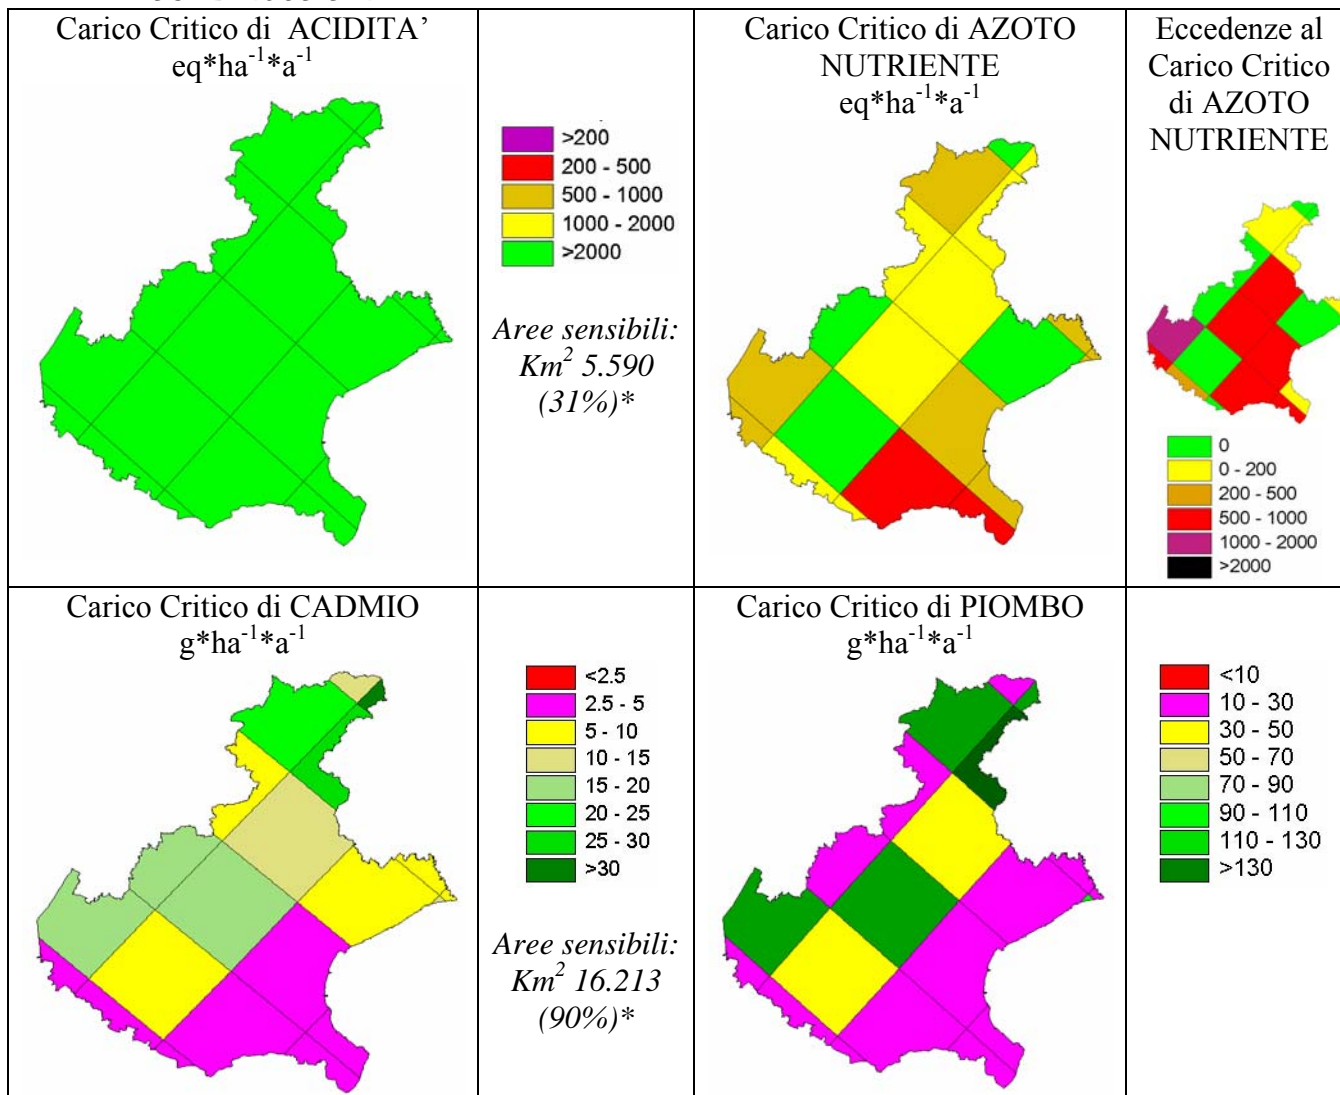 Carico Critico di ACIDITA’
eq*ha-1*a-1
>200
200 - 500
500 - 1000
1000 - 2000
>2000
Aree sensibili:
Km2 5.590
(31%)*
Carico Critico di AZOTO
NUTRIENTE
eq*ha-1*a-1
Eccedenze al
Carico Critico
di AZOTO
NUTRIENTE
0
0 - 200
200 - 500
500 - 1000
1000 - 2000
>2000
Carico Critico di CADMIO
g*ha-1*a-1
<2.5
2.5 - 5
5 - 10
10 - 15
15 - 20
20 - 25
25 - 30
>30
Aree sensibili:
Km2 16.213
(90%)*
Carico Critico di PIOMBO
g*ha-1*a-1
<10
10 - 30
30 - 50
50 - 70
70 - 90
90 - 110
110 - 130
>130